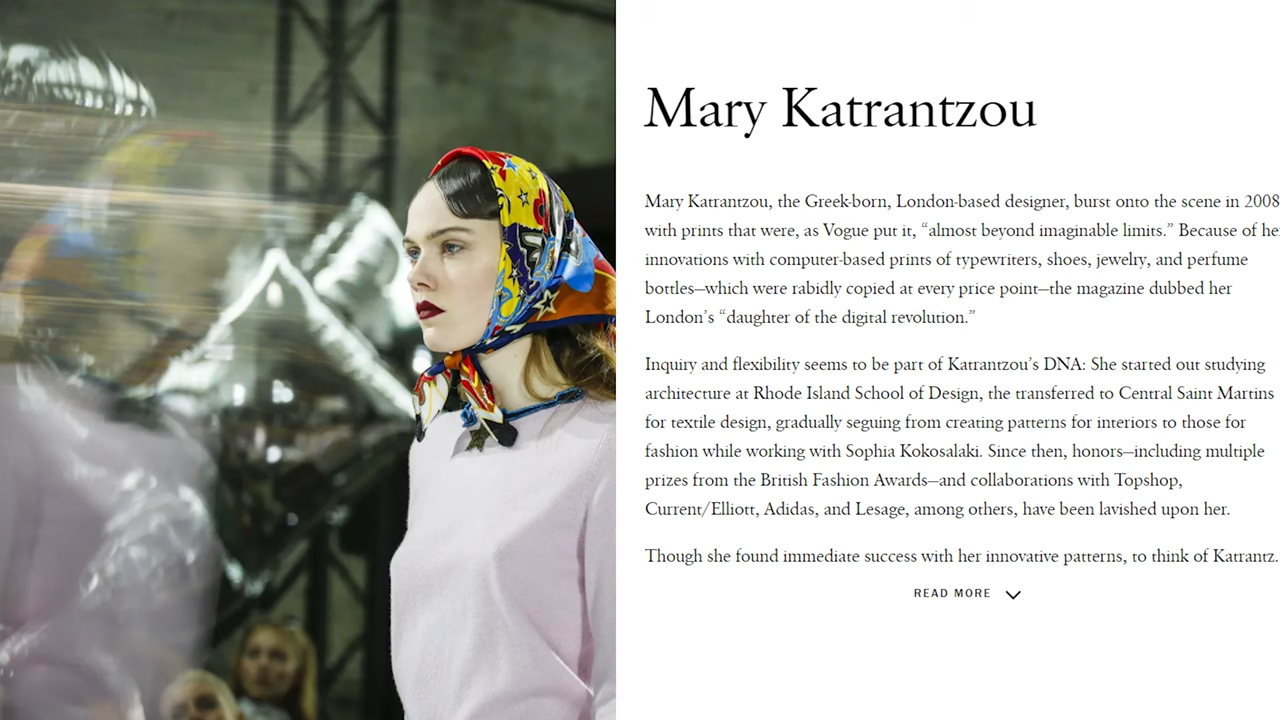 Mary Katrantzou
Mary Katrantzou, the Greek-born, London-based designer, burst onto the scene in 2008
with prints that were, as Vogue put it, “almost beyond imaginable limits.” Because of he
innovations with computer-based prints of typewriters, shoes, jewelry, and perfume
bottles—which were rabidly copied at every price point—the magazine dubbed her
London’s “daughter of the digital revolution.”
Inquiry and flexibility seems to be part of Katrantzou’s DNA: She started out studying
architecture at Rhode Island School of Design, the transferred to Central Saint Martins
for textile design, gradually seguing from creating patterns for interiors to those for
fashion while working with Sophia Kokosalaki. Since then, honors—including multiple
prizes from the British Fashion Awards—and collaborations with Topshop,
Current/Elliott, Adidas, and Lesage, among others, have been lavished upon her.
Though she found immediate success with her innovative patterns, to think of Katrantz.
READ MORE